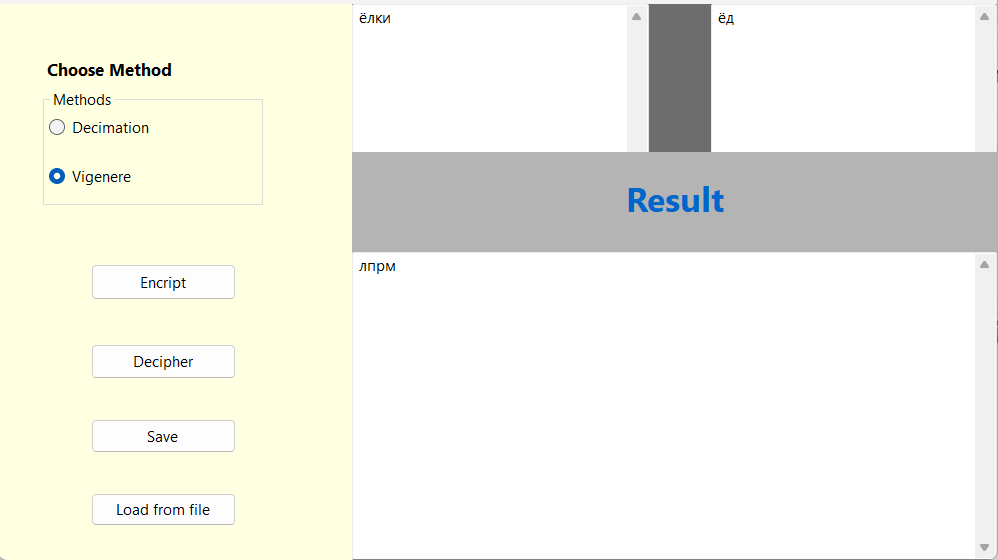 ёлки
ёд
Choose Method
Methods
Decimation
Vigenere
Result
лпрм
Encript
Decipher
Save
Load from file